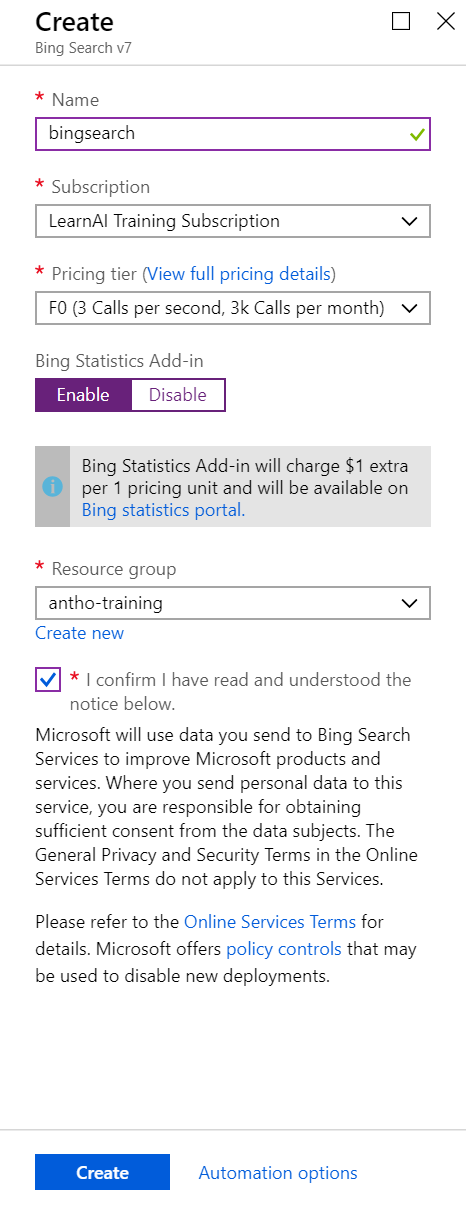 Create
Bing Search v7
* Name
bingsearch
* Subscription
LearnAI Training Subscription
* Pricing tier (View full pricing details)
F0 (3 Calls per second, 3k Calls per month)
Bing Statistics Add-in
Enable Disable
Bing Statistics Add-in will charge $1 extra
per 1 pricing unit and will be available on
Bing statistics portal.
* Resource group
antho-training
Create new
* I confirm I have read and understood the
notice below.
Microsoft will use data you send to Bing Search
Services to improve Microsoft products and
services. Where you send personal data to this
service, you are responsible for obtaining
sufficient consent from the data subjects. The
General Privacy and Security Terms in the Online
Services Terms do not apply to this Services.
Please refer to the Online Services Terms for
details. Microsoft offers policy controls that may
be used to disable new deployments.
Create Automation options